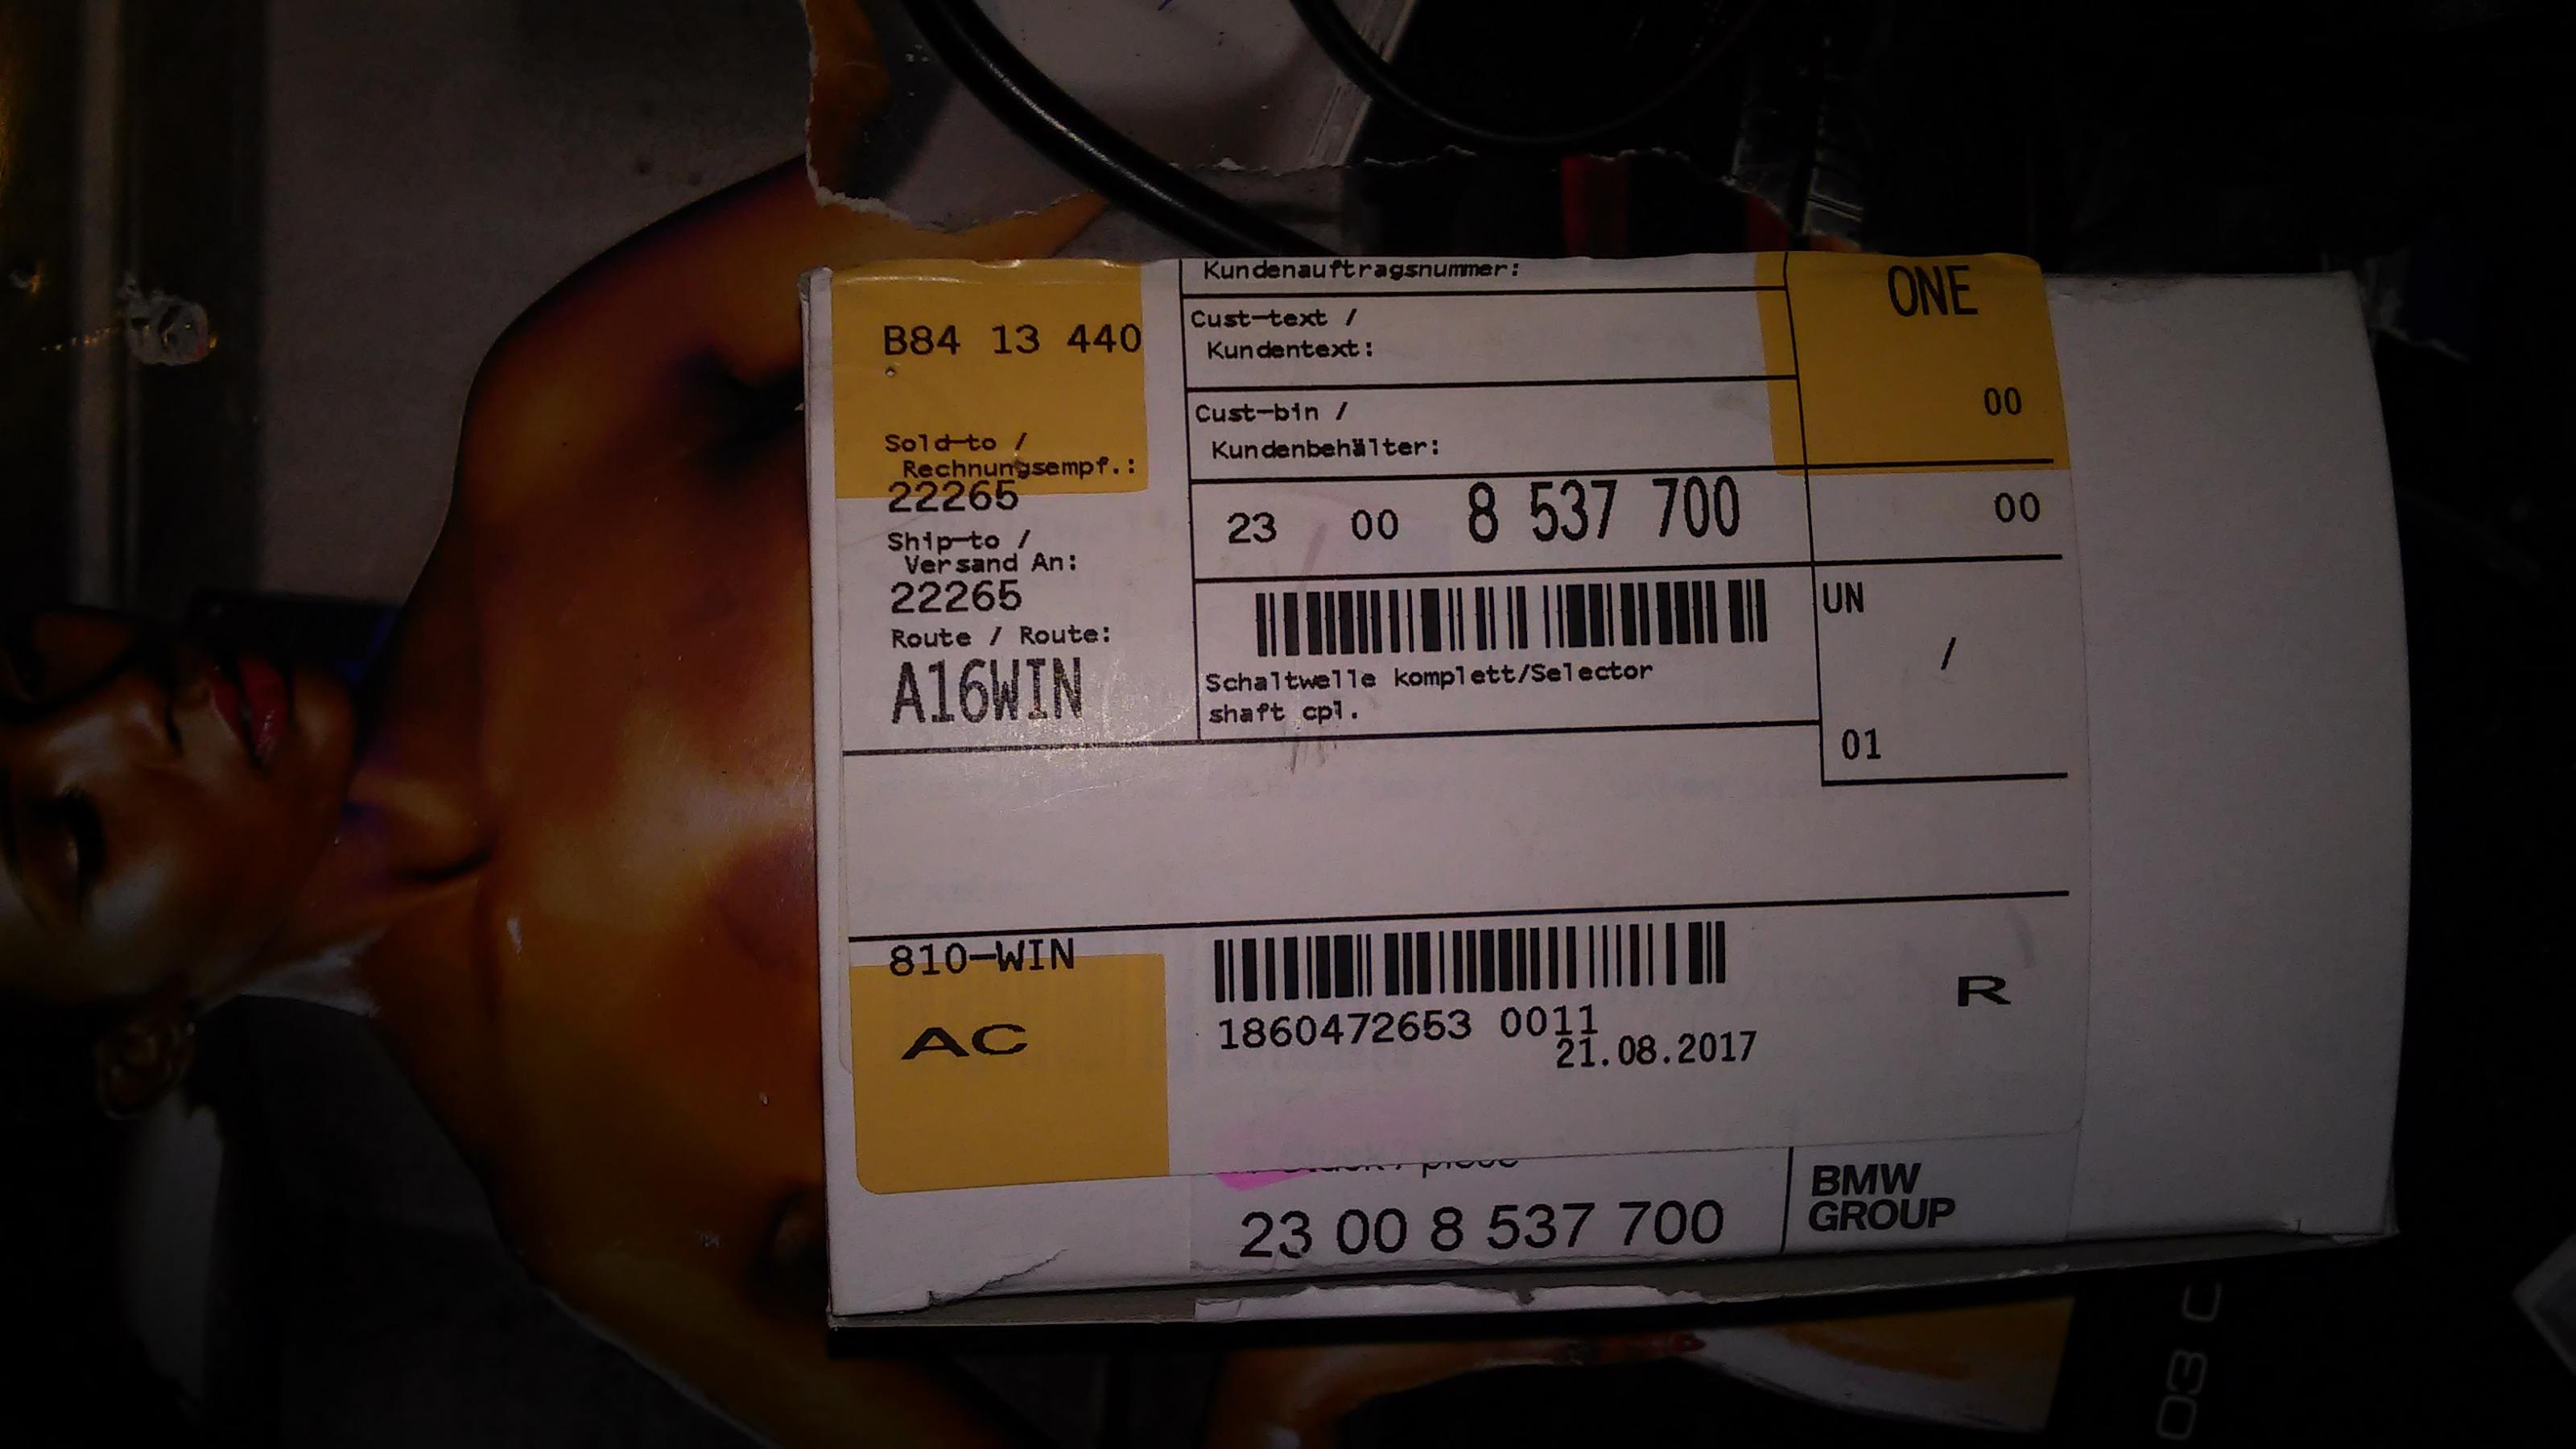 B84 13 440
Sold-to /
Rechnungsempf.:
22265
Ship-to /
Versand An:
22265
Route / Route:
A16WIN
Kundenauftragsnummer:
Cust-text /
Kundentext:
Cust-bin /
Kundenbehälter:
23 00 8 537 700
Schaltwelle komplett/Selector
shaft cpl.
ONE
00
00
UN
/
01
810-WIN
AC
1860472653 0011
21.08.2017
R
23 00 8 537 700
BMW
GROUP
03 C